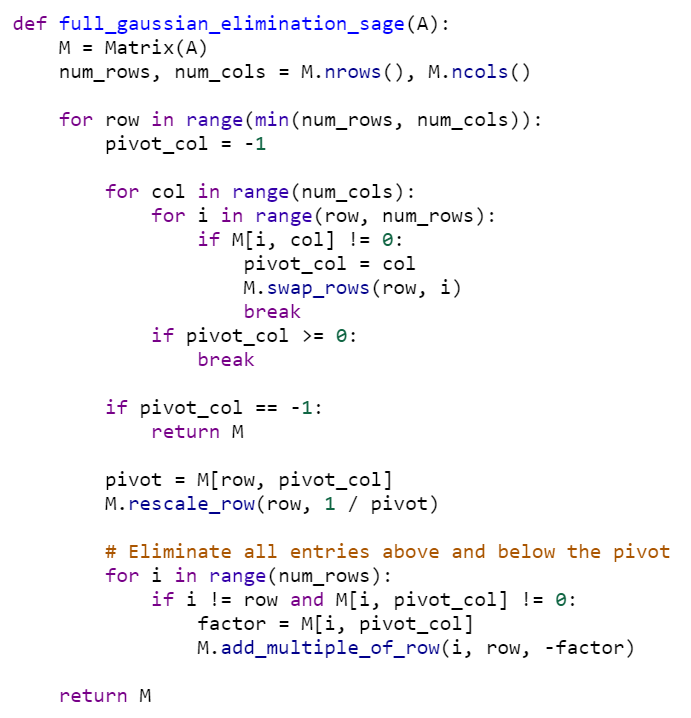 def full_gaussian_elimination_sage(A):
    M = Matrix(A)
    num_rows, num_cols = M.nrows(), M.ncols()

    for row in range(min(num_rows, num_cols)):
        pivot_col = -1

        for col in range(num_cols):
            for i in range(row, num_rows):
                if M[i, col] != 0:
                    pivot_col = col
                    M.swap_rows(row, i)
                    break
            if pivot_col >= 0:
                break

        if pivot_col == -1:
            return M

        pivot = M[row, pivot_col]
        M.rescale_row(row, 1 / pivot)

        # Eliminate all entries above and below the pivot
        for i in range(num_rows):
            if i != row and M[i, pivot_col] != 0:
                factor = M[i, pivot_col]
                M.add_multiple_of_row(i, row, -factor)

    return M